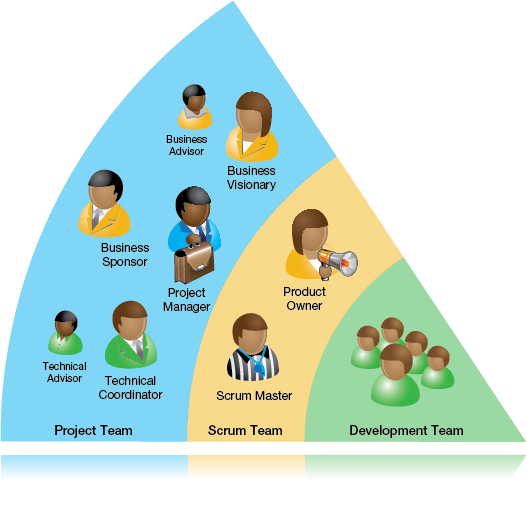 Business
Advisor
Business
Visionary
Business
Sponsor
Project
Manager
Product
Owner
Technical
Advisor
Technical
Coordinator
Scrum Master
Project Team
Scrum Team
Development Team